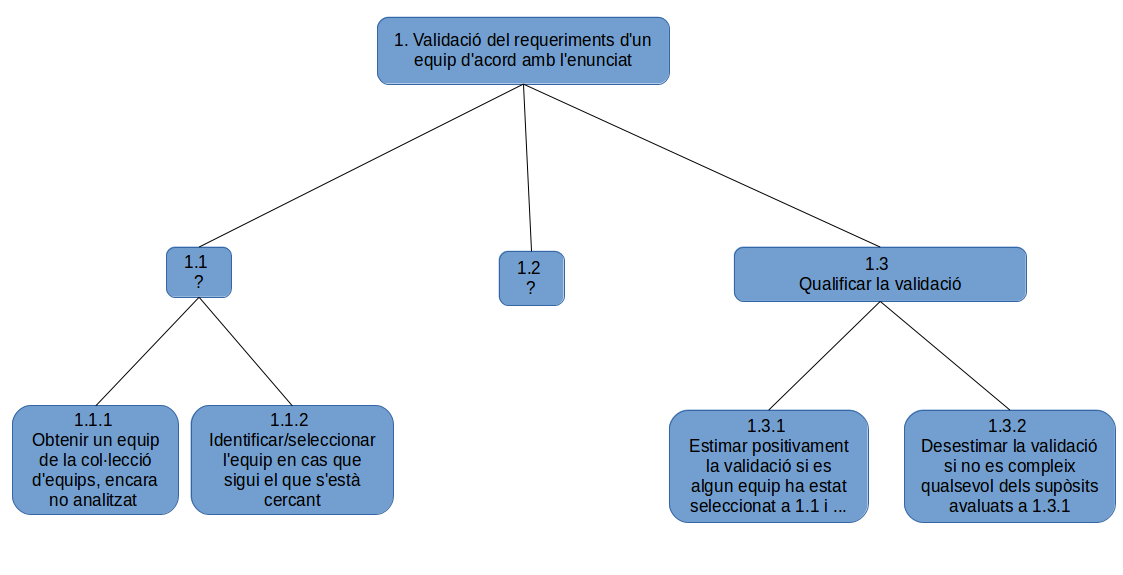 1. Validació del requeriments d'un
equip d'acord amb l'enunciat
1.1
?
1.2
?
1.3
Qualificar la validació
1.1.1
Obtenir un equip
de la col·lecció
d'equips, encara
no analitzat
1.1.2
Identificar/seleccionar
l'equip en cas que
sigui el que s'està
cercant
1.3.1
Estimar positivament
la validació si es
algun equip ha estat
seleccionat a 1.1 i ...
1.3.2
Desestimar la validació
si no es compleix
qualsevol dels supòsits
avaluats a 1.3.1